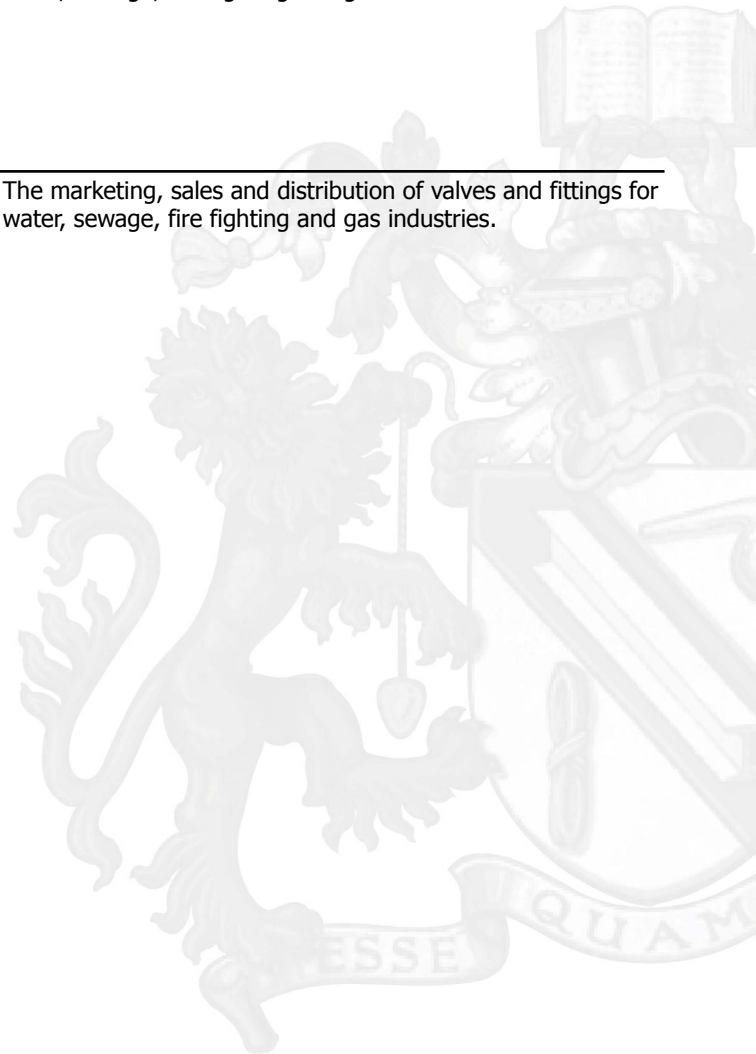 The marketing, sales and distribution of valves and fittings for
water, sewage, fire fighting and gas industries.
ESSE
QUAM